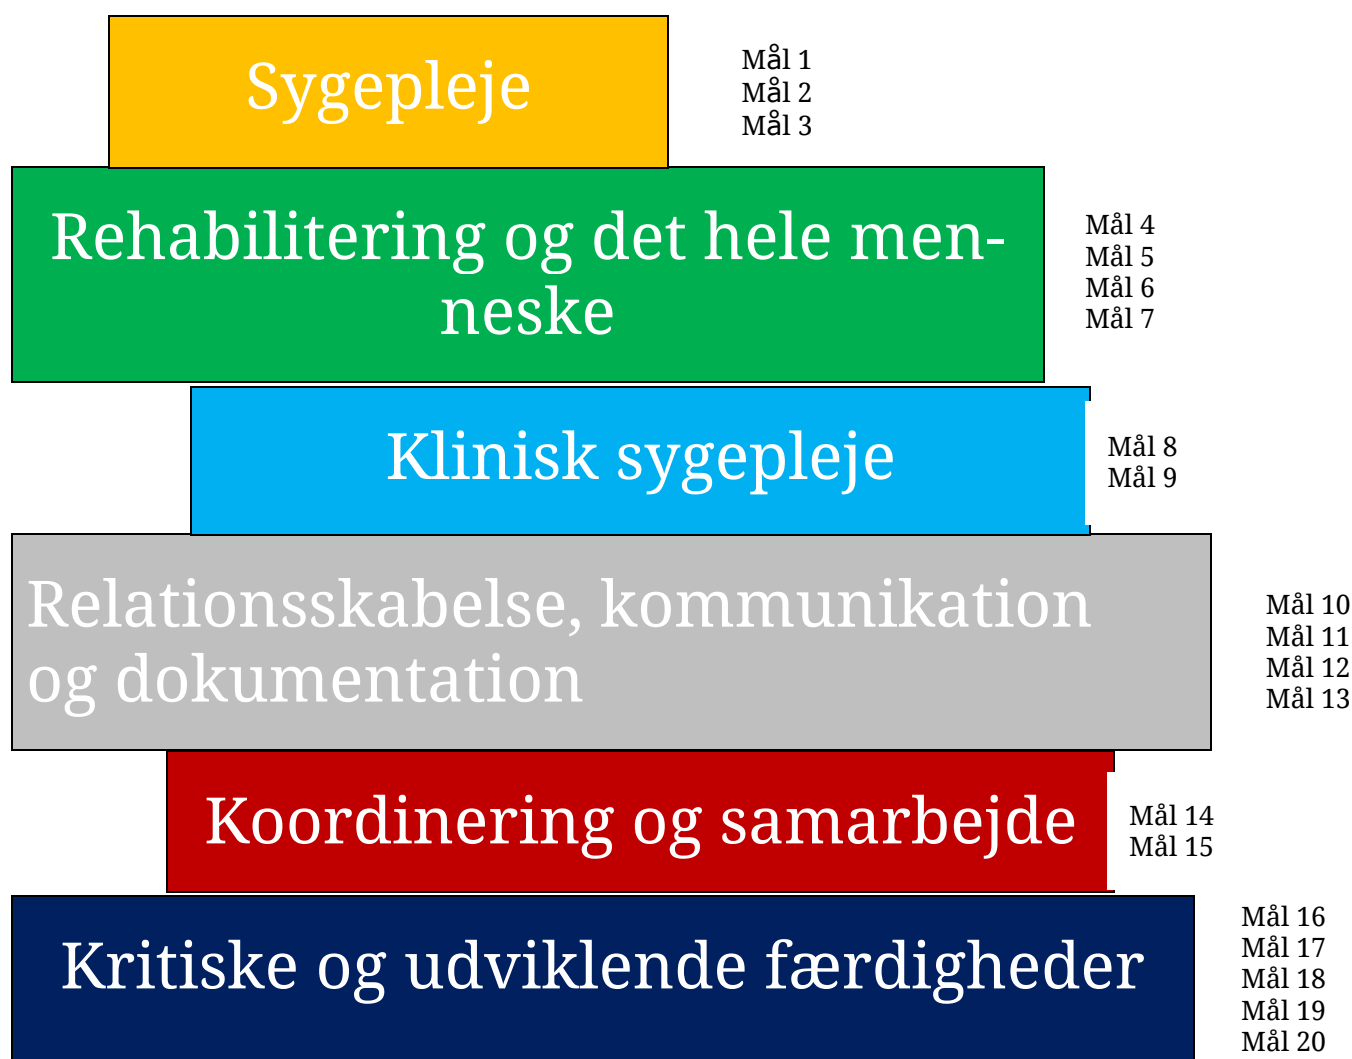 Sygepleje
Mål 1
Mål 2
Mål 3
Rehabilitering og det hele men-
neske
Mål 4
Mål 5
Mål 6
Mål 7
Klinisk sygepleje
Mål 8
Mål 9
Relationsskabelse, kommunikation
og dokumentation
Mål 10
Mål 11
Mål 12
Mål 13
Koordinering og samarbejde
Mål 14
Mål 15
Kritiske og udviklende færdigheder
Mål 16
Mål 17
Mål 18
Mål 19
Mål 20